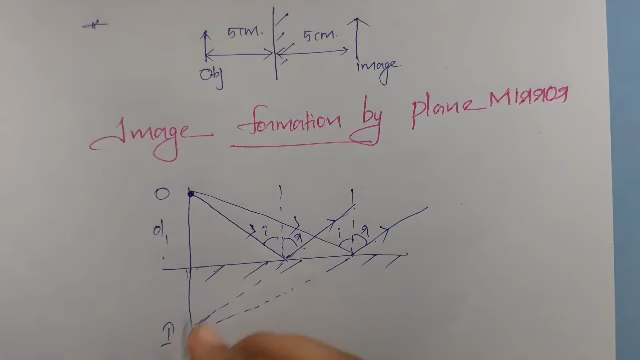 5cm. 5cm.
Obj image
Image formation by plane Mirror
O
d₁ i r i r
I